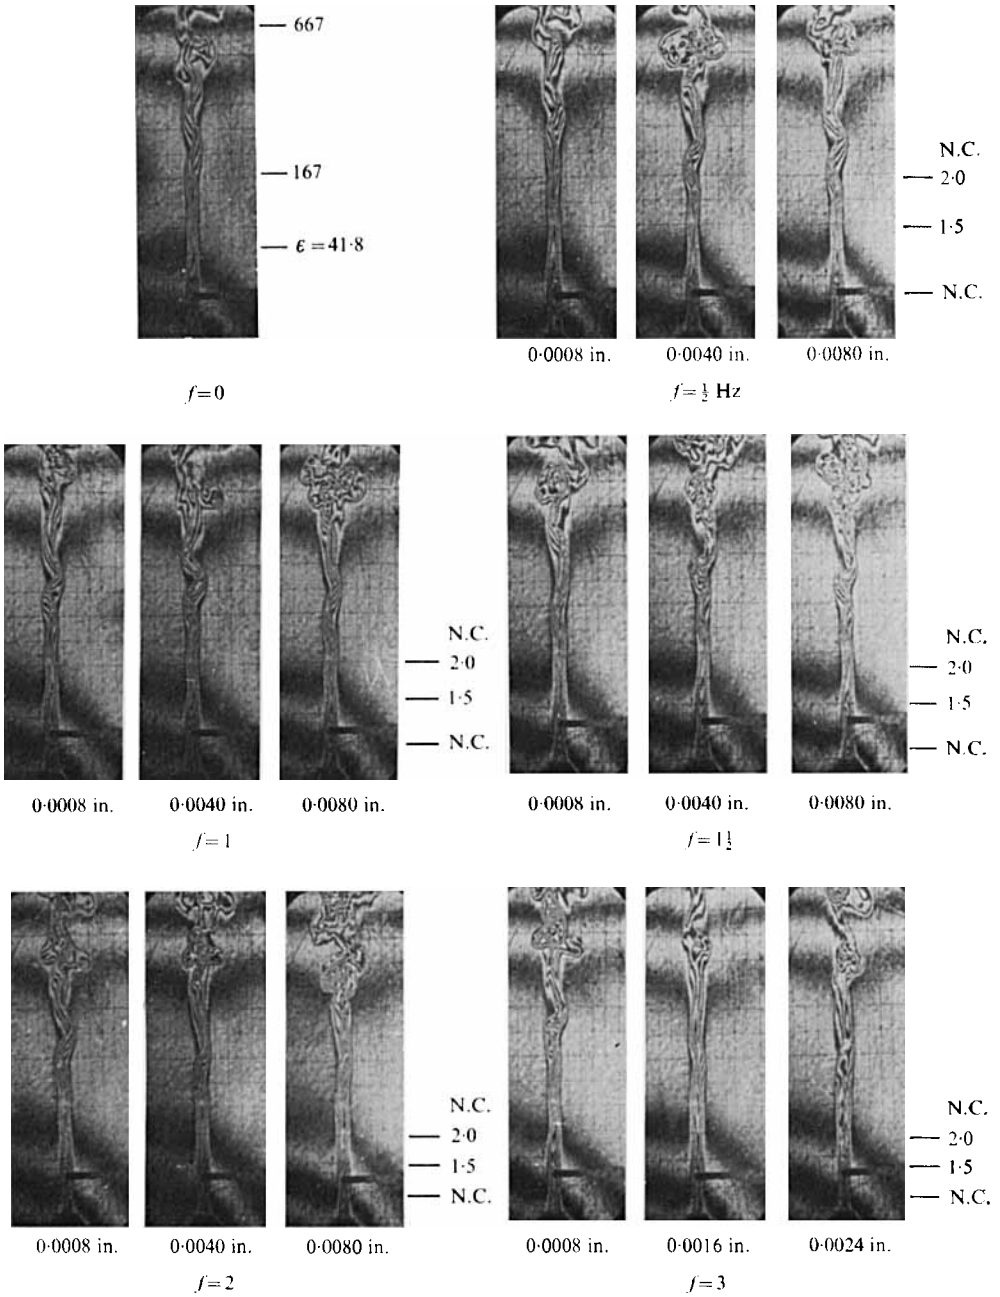 667
167
ϵ = 41·8
f = 0
N.C.
2·0
1·5
N.C.
0·0008 in. 0·0040 in. 0·0080 in.
f = ½ Hz
N.C.
2·0
1·5
N.C.
0·0008 in. 0·0040 in. 0·0080 in.
f = 1
N.C.
2·0
1·5
N.C.
0·0008 in. 0·0040 in. 0·0080 in.
f = 1½
N.C.
2·0
1·5
N.C.
0·0008 in. 0·0040 in. 0·0080 in.
f = 2
N.C.
2·0
1·5
N.C.
0·0008 in. 0·0016 in. 0·0024 in.
f = 3